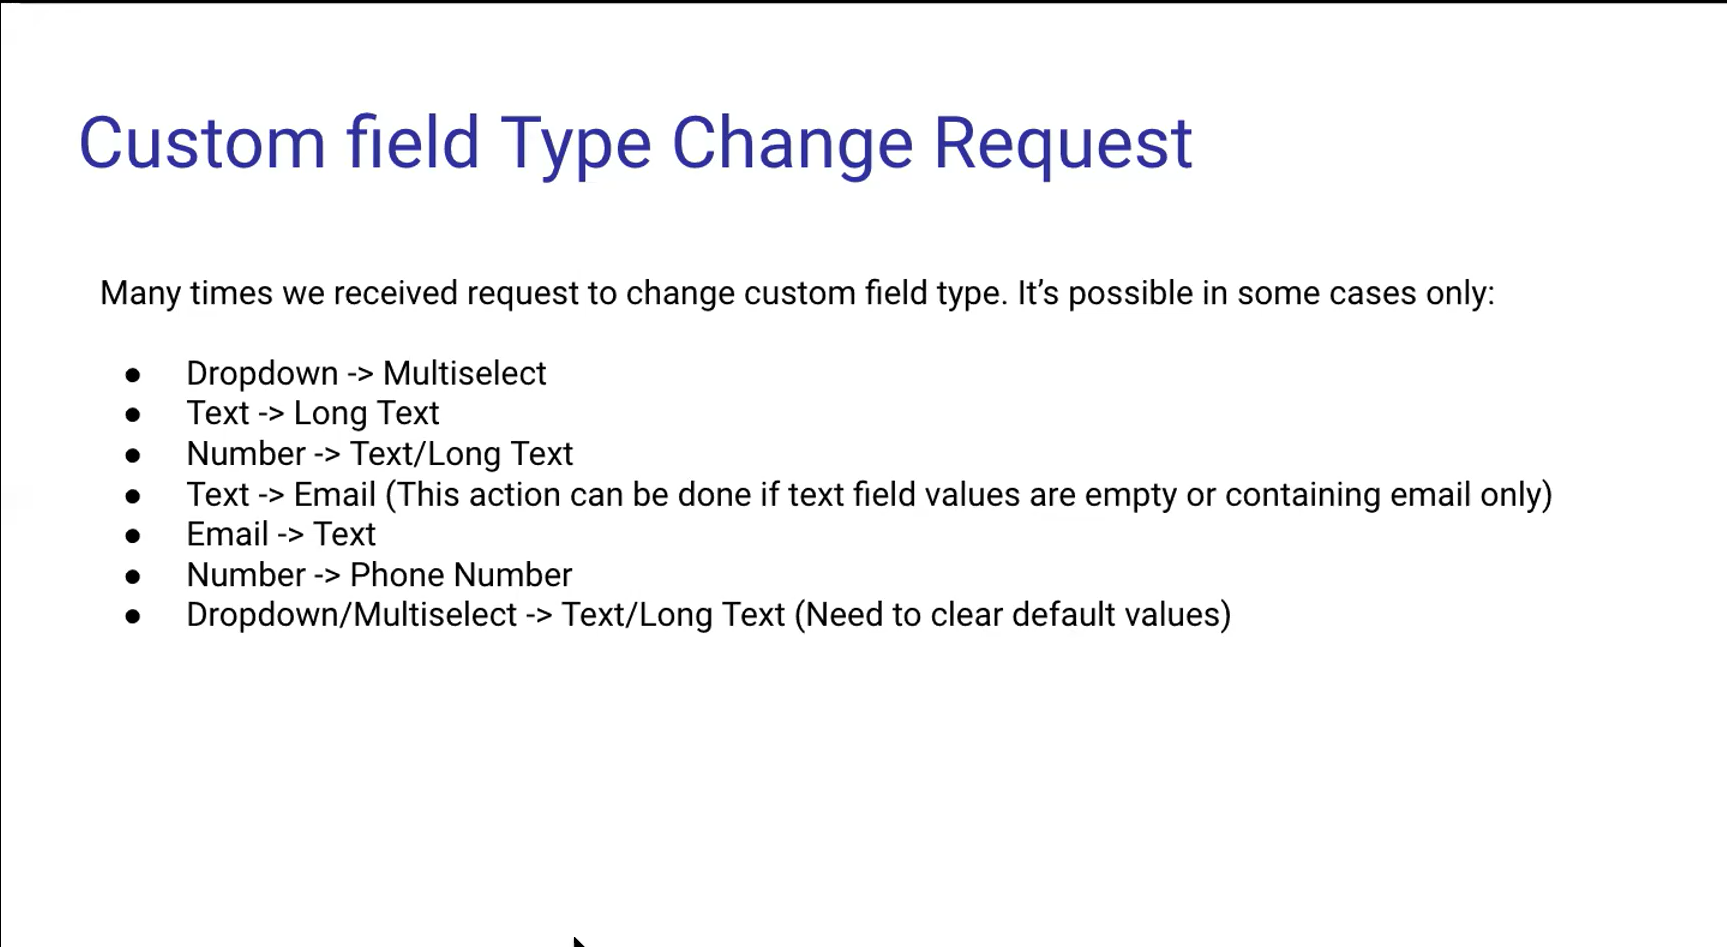 Custom field Type Change Request
Many times we received request to change custom field type. It’s possible in some cases only:
● Dropdown -> Multiselect
● Text -> Long Text
● Number -> Text/Long Text
● Text -> Email (This action can be done if text field values are empty or containing email only)
● Email -> Text
● Number -> Phone Number
● Dropdown/Multiselect -> Text/Long Text (Need to clear default values)